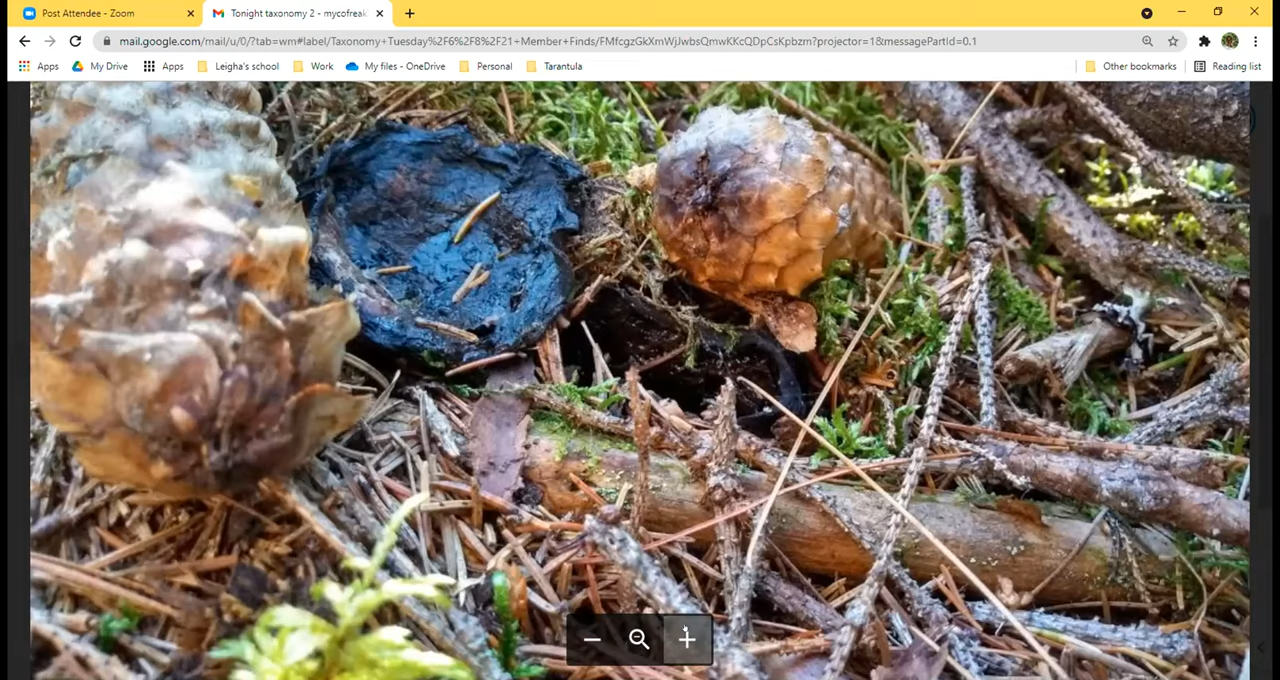 Post Attendee - Zoom
Tonight taxonomy 2 - mycofreak
mail.google.com/mail/u/0/?tab=wm#label/Taxonomy+Tuesday%2F6%2F8%2F21+Member+Finds/FMfcgzGkXmWjJwbsQmwKKcQDpCsKpbzm?projector=1&messagePartId=0.1
Apps My Drive Apps Leigha's school Work My files - OneDrive Personal Tarantula Other bookmarks Reading list